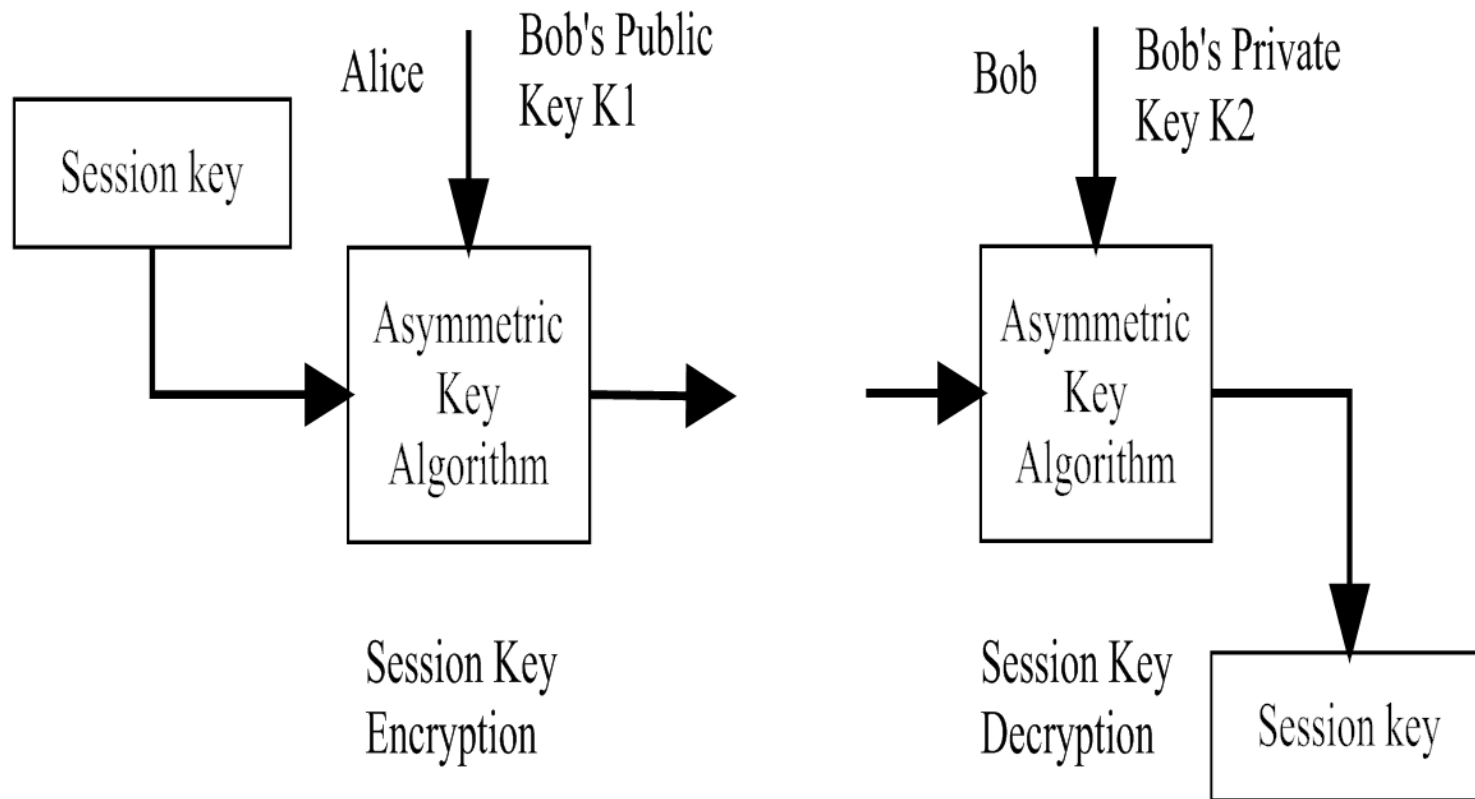 Alice
Bob's Public
Key K1
Session key
Asymmetric
Key
Algorithm
Session Key
Encryption
Bob
Bob's Private
Key K2
Asymmetric
Key
Algorithm
Session Key
Decryption
Session key